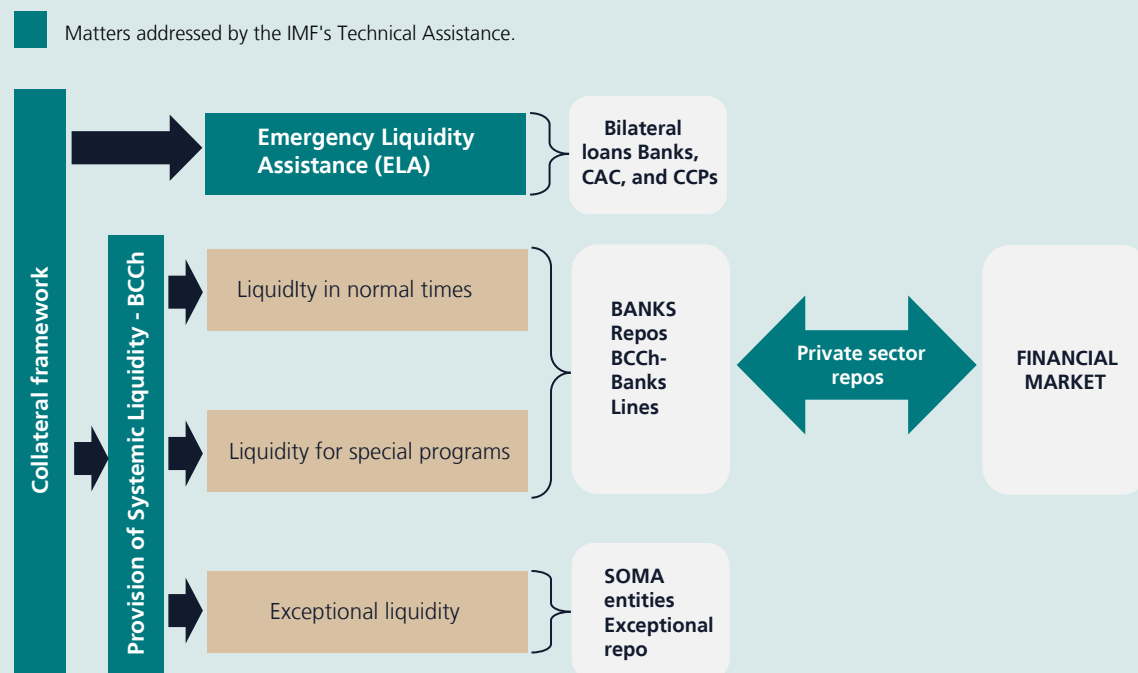 Matters addressed by the IMF's Technical Assistance.
Collateral framework
Emergency Liquidity
Assistance (ELA)
Bilateral
loans Banks,
CAC, and CCPs
Provision of Systemic Liquidity - BCCh
LiquidIty in normal times
Liquidity for special programs
BANKS
Repos
BCCh-
Banks
Lines
Private sector
repos
FINANCIAL
MARKET
Exceptional liquidity
SOMA
entities
Exceptional
repo